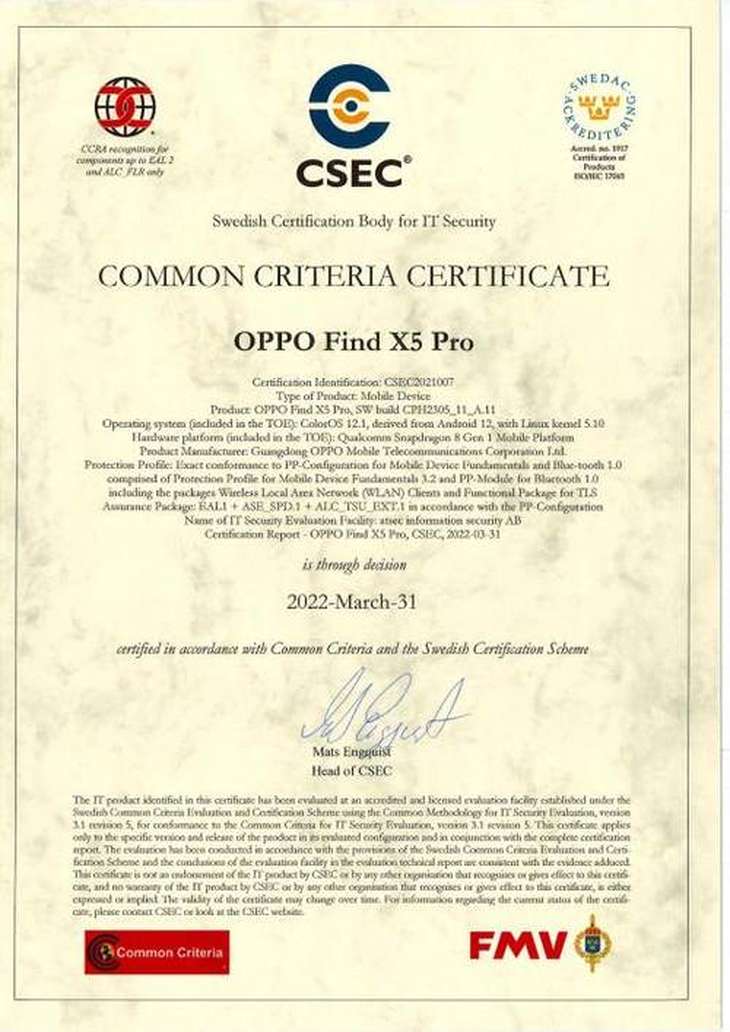 CCRA recognition for
components up to EAL 2
and ALC_FLR only
CSEC®
SWEDAC
ACKREDITERING
Accred. no. 1917
Certification of
Products
ISO/IEC 17065
Swedish Certification Body for IT Security
COMMON CRITERIA CERTIFICATE
OPPO Find X5 Pro
Certification Identification: CSEC2021007
Type of Product: Mobile Device
Product: OPPO Find X5 Pro, SW build CPH2305_11_A.11
Operating system (included in the TOE): ColorOS 12.1, derived from Android 12, with Linux kernel 5.10
Hardware platform (included in the TOE): Qualcomm Snapdragon 8 Gen 1 Mobile Platform
Product Manufacturer: Guangdong OPPO Mobile Telecommunications Corporation Ltd.
Protection Profile: Exact conformance to PP-Configuration for Mobile Device Fundamentals and Blue-tooth 1.0
comprised of Protection Profile for Mobile Device Fundamentals 3.2 and PP-Module for Bluetooth 1.0
including the packages Wireless Local Area Network (WLAN) Clients and Functional Package for TLS
Assurance Package: EAL1 + ASE_SPD.1 + ALC_TSU_EXT.1 in accordance with the PP-Configuration
Name of IT Security Evaluation Facility: atsec information security AB
Certification Report - OPPO Find X5 Pro, CSEC, 2022-03-31
is through decision
2022-March-31
certified in accordance with Common Criteria and the Swedish Certification Scheme
Mats Engquist
Head of CSEC
The IT product identified in this certificate has been evaluated at an accredited and licensed evaluation facility established under the
Swedish Common Criteria Evaluation and Certification Scheme using the Common Methodology for IT Security Evaluation, version
3.1 revision 5, for conformance to the Common Criteria for IT Security Evaluation, version 3.1 revision 5. This certificate applies
only to the specific version and release of the product in its evaluated configuration and in conjunction with the complete certification
report. The evaluation has been conducted in accordance with the provisions of the Swedish Common Criteria Evaluation and Certi-
fication Scheme and the conclusions of the evaluation facility in the evaluation technical report are consistent with the evidence adduced.
This certificate is not an endorsement of the IT product by CSEC or by any other organisation that recognises or gives effect to this certifi-
cate, and no warranty of the IT product by CSEC or by any other organisation that recognises or gives effect to this certificate, is either
expressed or implied. The validity of the certificate may change over time. For information regarding the current status of the certifi-
cate, please contact CSEC or look at the CSEC website.
Common Criteria
FMV